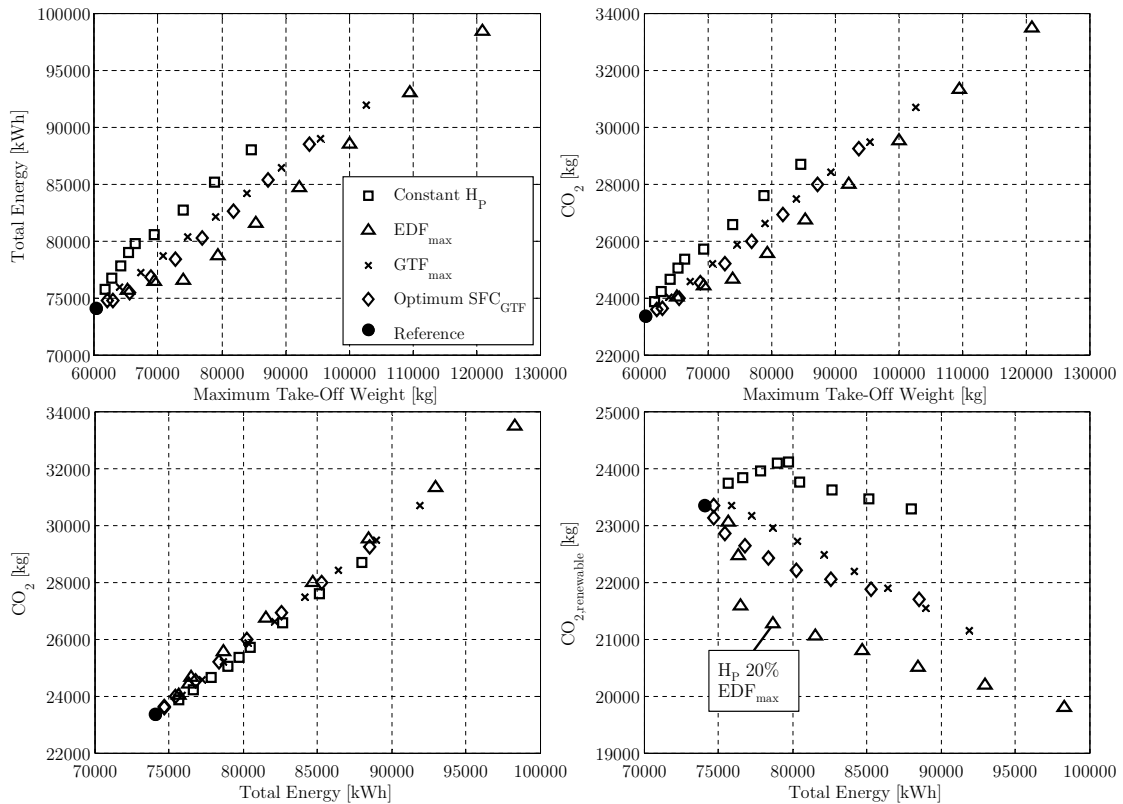 100000
95000
90000
85000
80000
75000
70000
Total Energy [kWh]
60000 70000 80000 90000 100000 110000 120000 130000
Maximum Take-Off Weight [kg]
Constant H_P
EDF_max
GTF_max
Optimum SFC_GTF
Reference
34000
32000
30000
28000
26000
24000
22000
CO_2 [kg]
60000 70000 80000 90000 100000 110000 120000 130000
Maximum Take-Off Weight [kg]
34000
32000
30000
28000
26000
24000
22000
CO_2 [kg]
70000 75000 80000 85000 90000 95000 100000
Total Energy [kWh]
25000
24000
23000
22000
21000
20000
19000
CO_2,renewable [kg]
H_P 20%
EDF_max
70000 75000 80000 85000 90000 95000 100000
Total Energy [kWh]